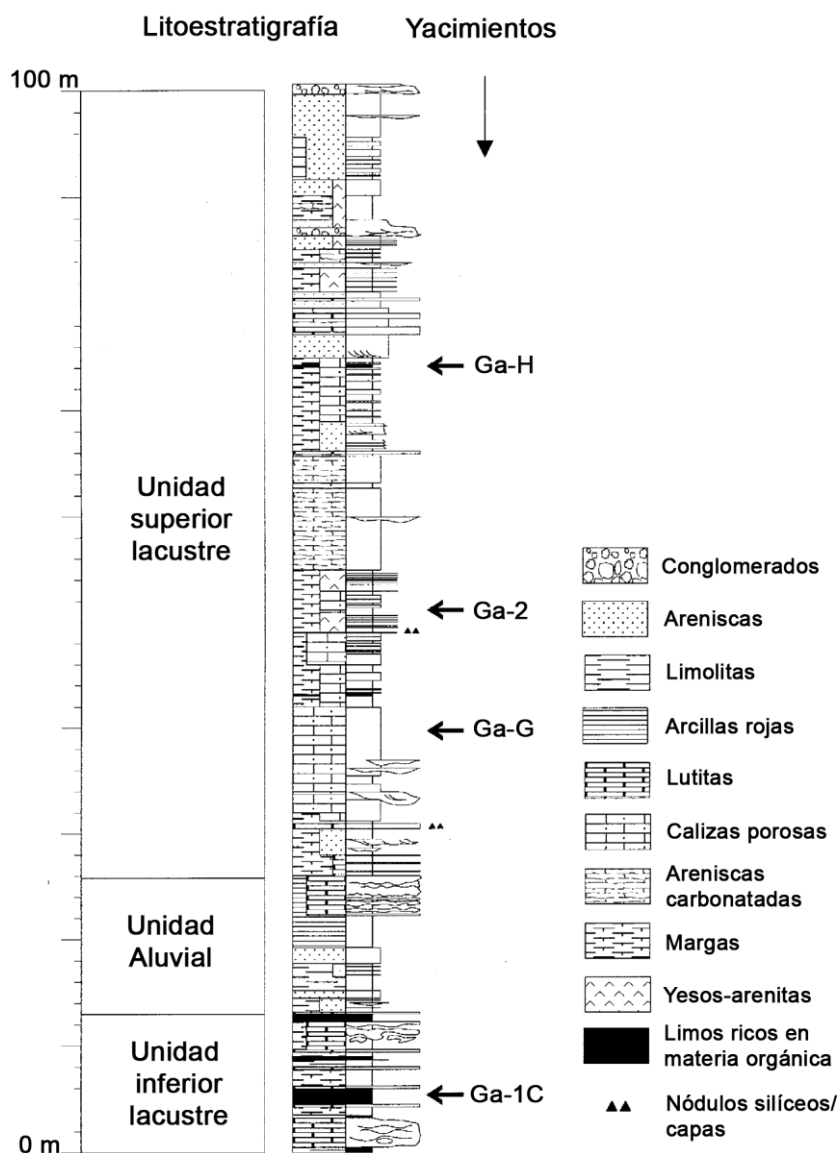 Litoestratigrafía
Yacimientos
100 m
Ga-H
Unidad
superior
lacustre
Ga-2
Ga-G
Unidad
Aluvial
Unidad
inferior
lacustre
Ga-1C
0 m
Conglomerados
Areniscas
Limolitas
Arcillas rojas
Lutitas
Calizas porosas
Areniscas
carbonatadas
Margas
Yesos-arenitas
Limos ricos en
materia orgánica
Nódulos silíceos/
capas